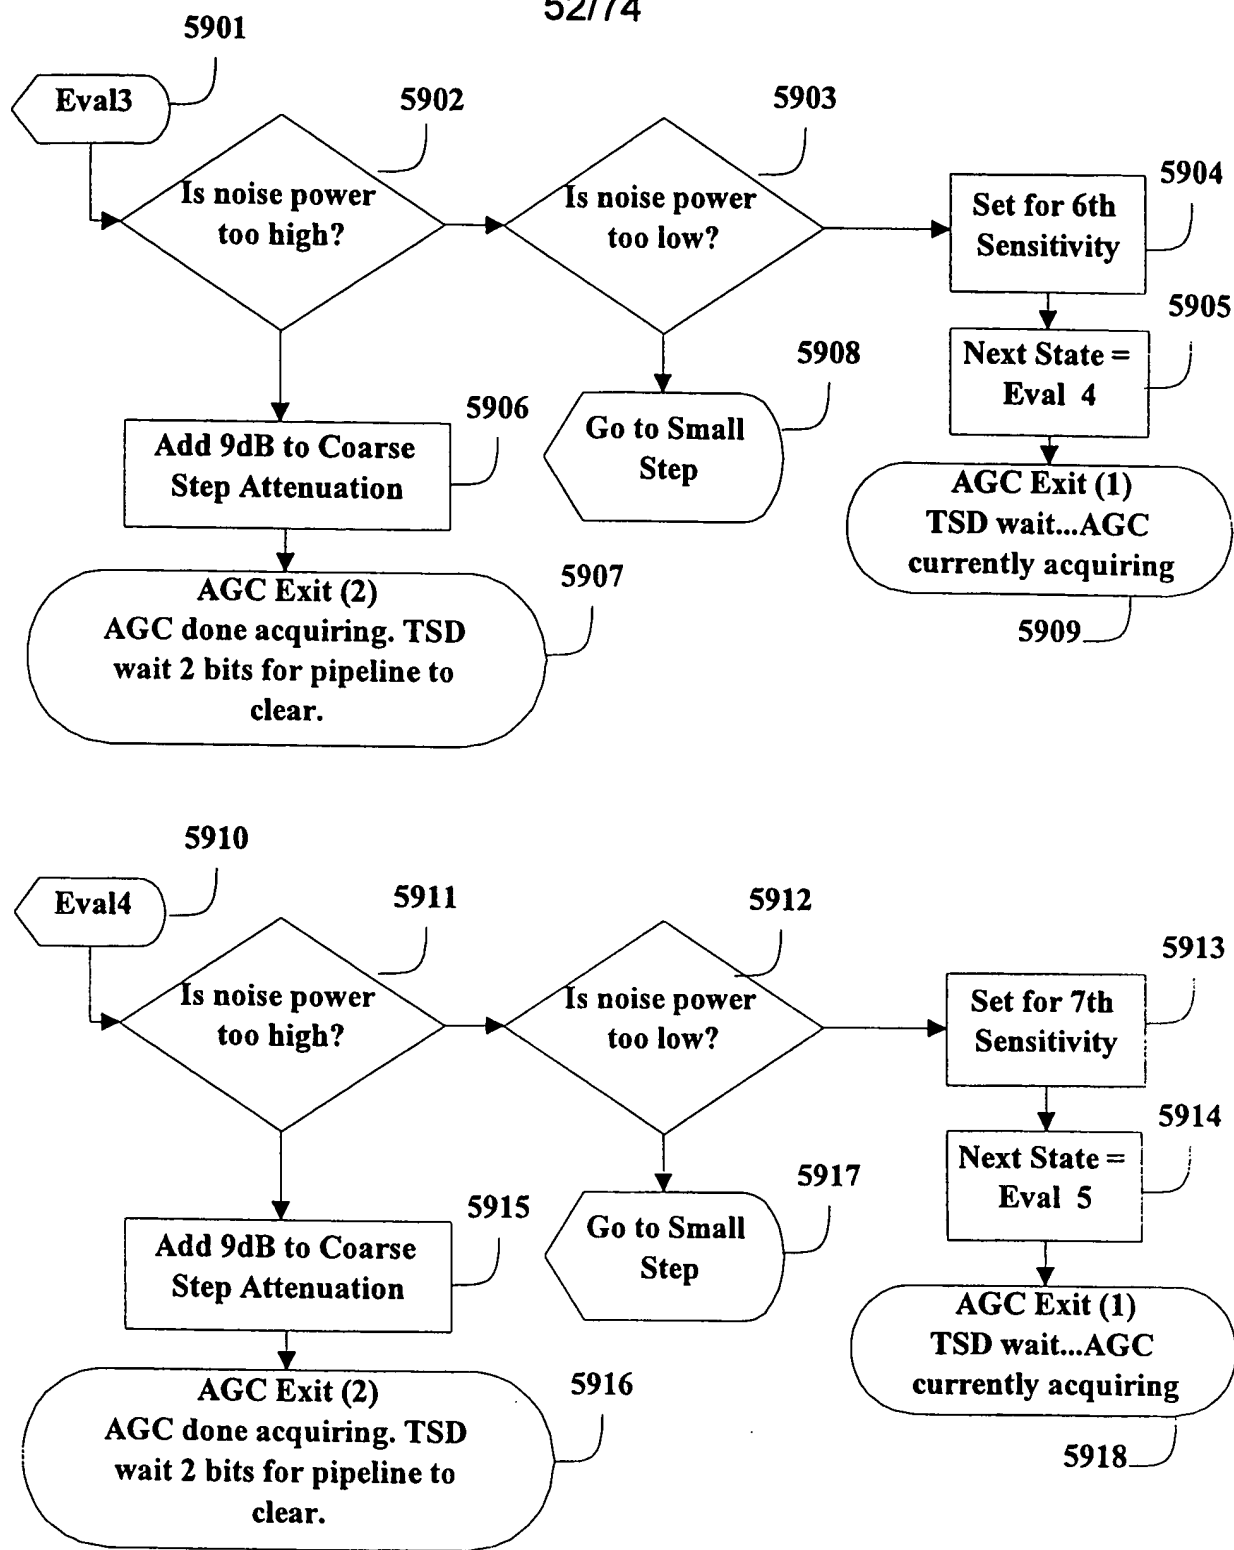 52/74
5901
Eval3
5902
5903
Is noise power
too high?
Is noise power
too low?
5904
Set for 6th
Sensitivity
5905
Next State =
Eval 4
5908
Go to Small
Step
5906
Add 9dB to Coarse
Step Attenuation
AGC Exit (1)
TSD wait...AGC
currently acquiring
5909
5907
AGC Exit (2)
AGC done acquiring. TSD
wait 2 bits for pipeline to
clear.
5910
Eval4
5911
5912
Is noise power
too high?
Is noise power
too low?
5913
Set for 7th
Sensitivity
5914
Next State =
Eval 5
5917
Go to Small
Step
5915
Add 9dB to Coarse
Step Attenuation
AGC Exit (1)
TSD wait...AGC
currently acquiring
5918
5916
AGC Exit (2)
AGC done acquiring. TSD
wait 2 bits for pipeline to
clear.